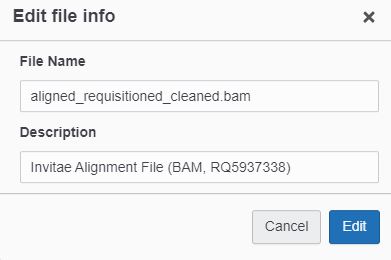 Edit file info
File Name
aligned_requisitioned_cleaned.bam
Description
Invitae Alignment File (BAM, RQ5937338)
Cancel Edit